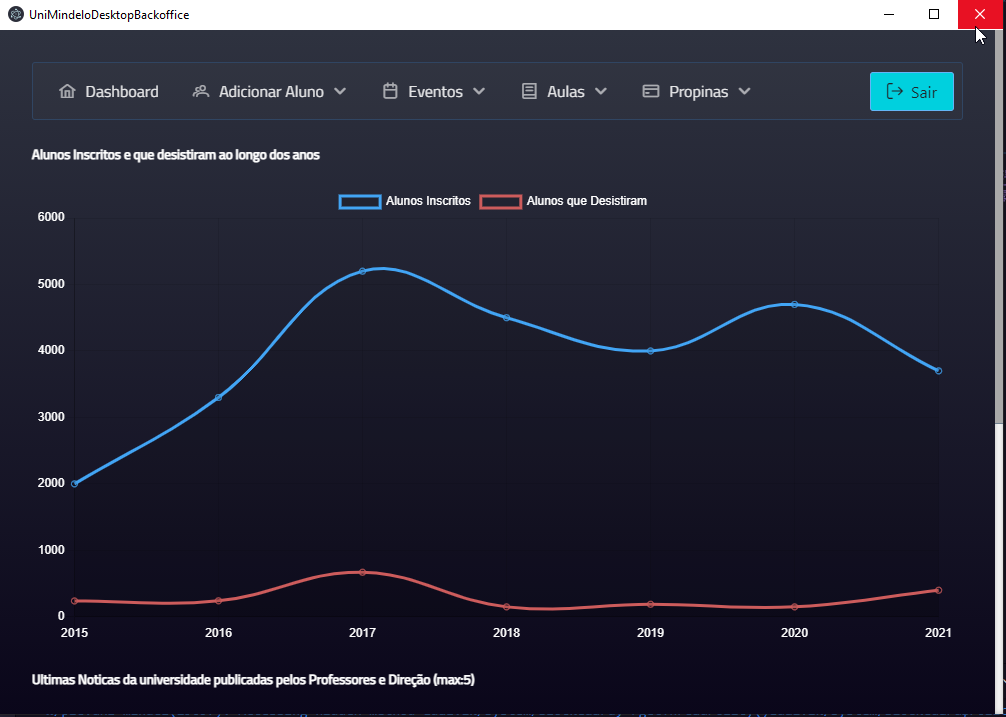 UniMindeloDesktopBackoffice
Dashboard Adicionar Aluno Eventos Aulas Propinas Sair
Alunos Inscritos e que desistiram ao longo dos anos
Alunos Inscritos Alunos que Desistiram
6000
5000
4000
3000
2000
1000
0
2015 2016 2017 2018 2019 2020 2021
Ultimas Noticas da universidade publicadas pelos Professores e Direção (max:5)